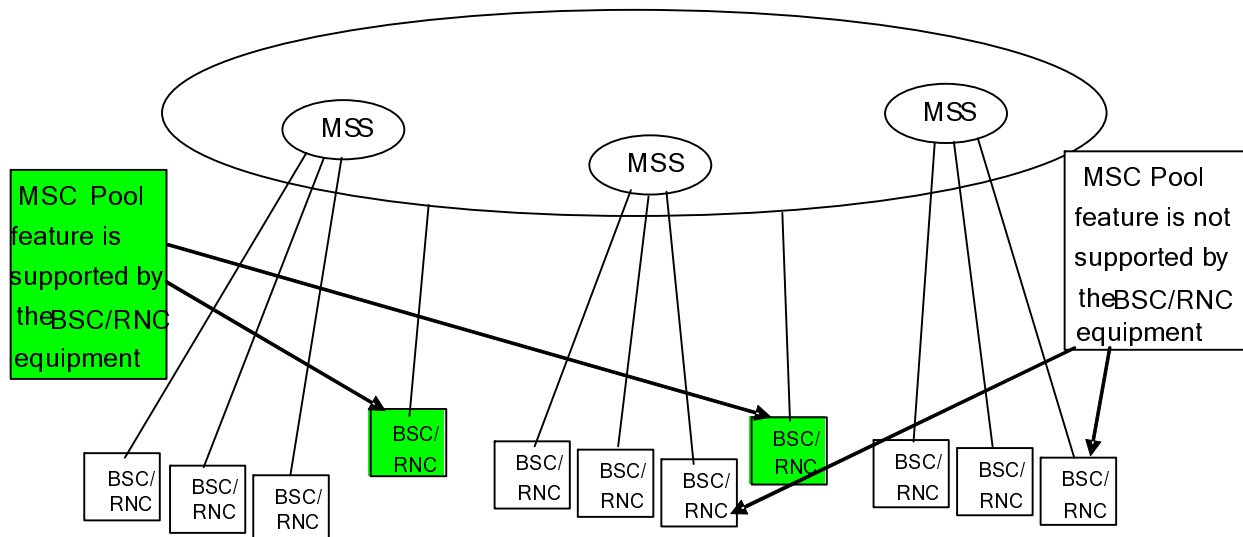 MSS
MSS
MSS
MSC Pool
feature is
supported by
the BSC/RNC
equipment
MSC Pool
feature is not
supported by
the BSC/RNC
equipment
BSC/
RNC
BSC/
RNC
BSC/
RNC
BSC/
RNC
BSC/
RNC
BSC/
RNC
BSC/
RNC
BSC/
RNC
BSC/
RNC
BSC/
RNC
BSC/
RNC